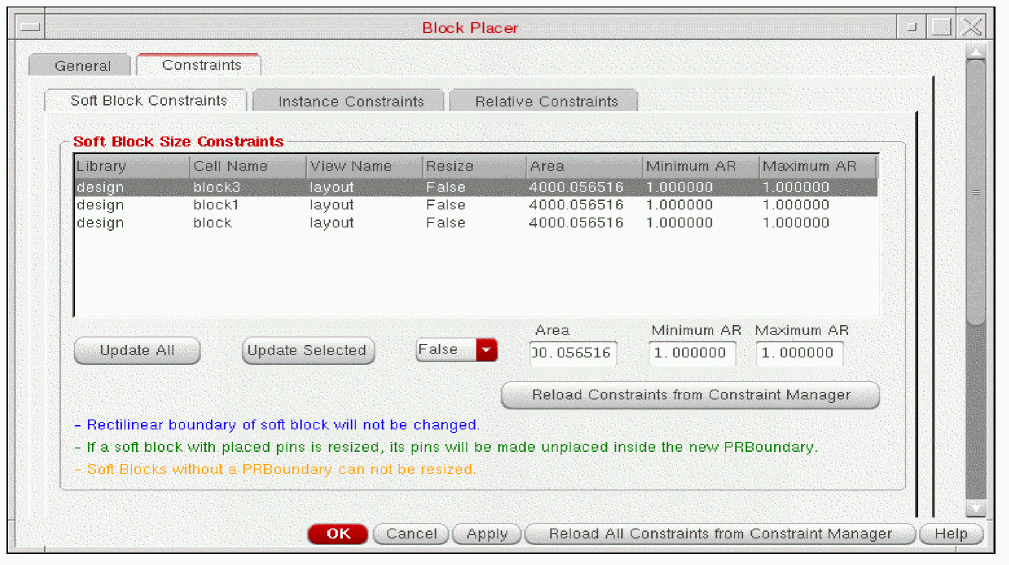 Block Placer
General Constraints
Soft Block Constraints Instance Constraints Relative Constraints
Soft Block Size Constraints
Library Cell Name View Name Resize Area Minimum AR Maximum AR
design block3 layout False 4000.056516 1.000000 1.000000
design block1 layout False 4000.056516 1.000000 1.000000
design block layout False 4000.056516 1.000000 1.000000
Area Minimum AR Maximum AR
Update All Update Selected False 00.056516 1.000000 1.000000
Reload Constraints from Constraint Manager
- Rectilinear boundary of soft block will not be changed.
- If a soft block with placed pins is resized, its pins will be made unplaced inside the new PRBoundary.
- Soft Blocks without a PRBoundary can not be resized.
OK Cancel Apply Reload All Constraints from Constraint Manager Help